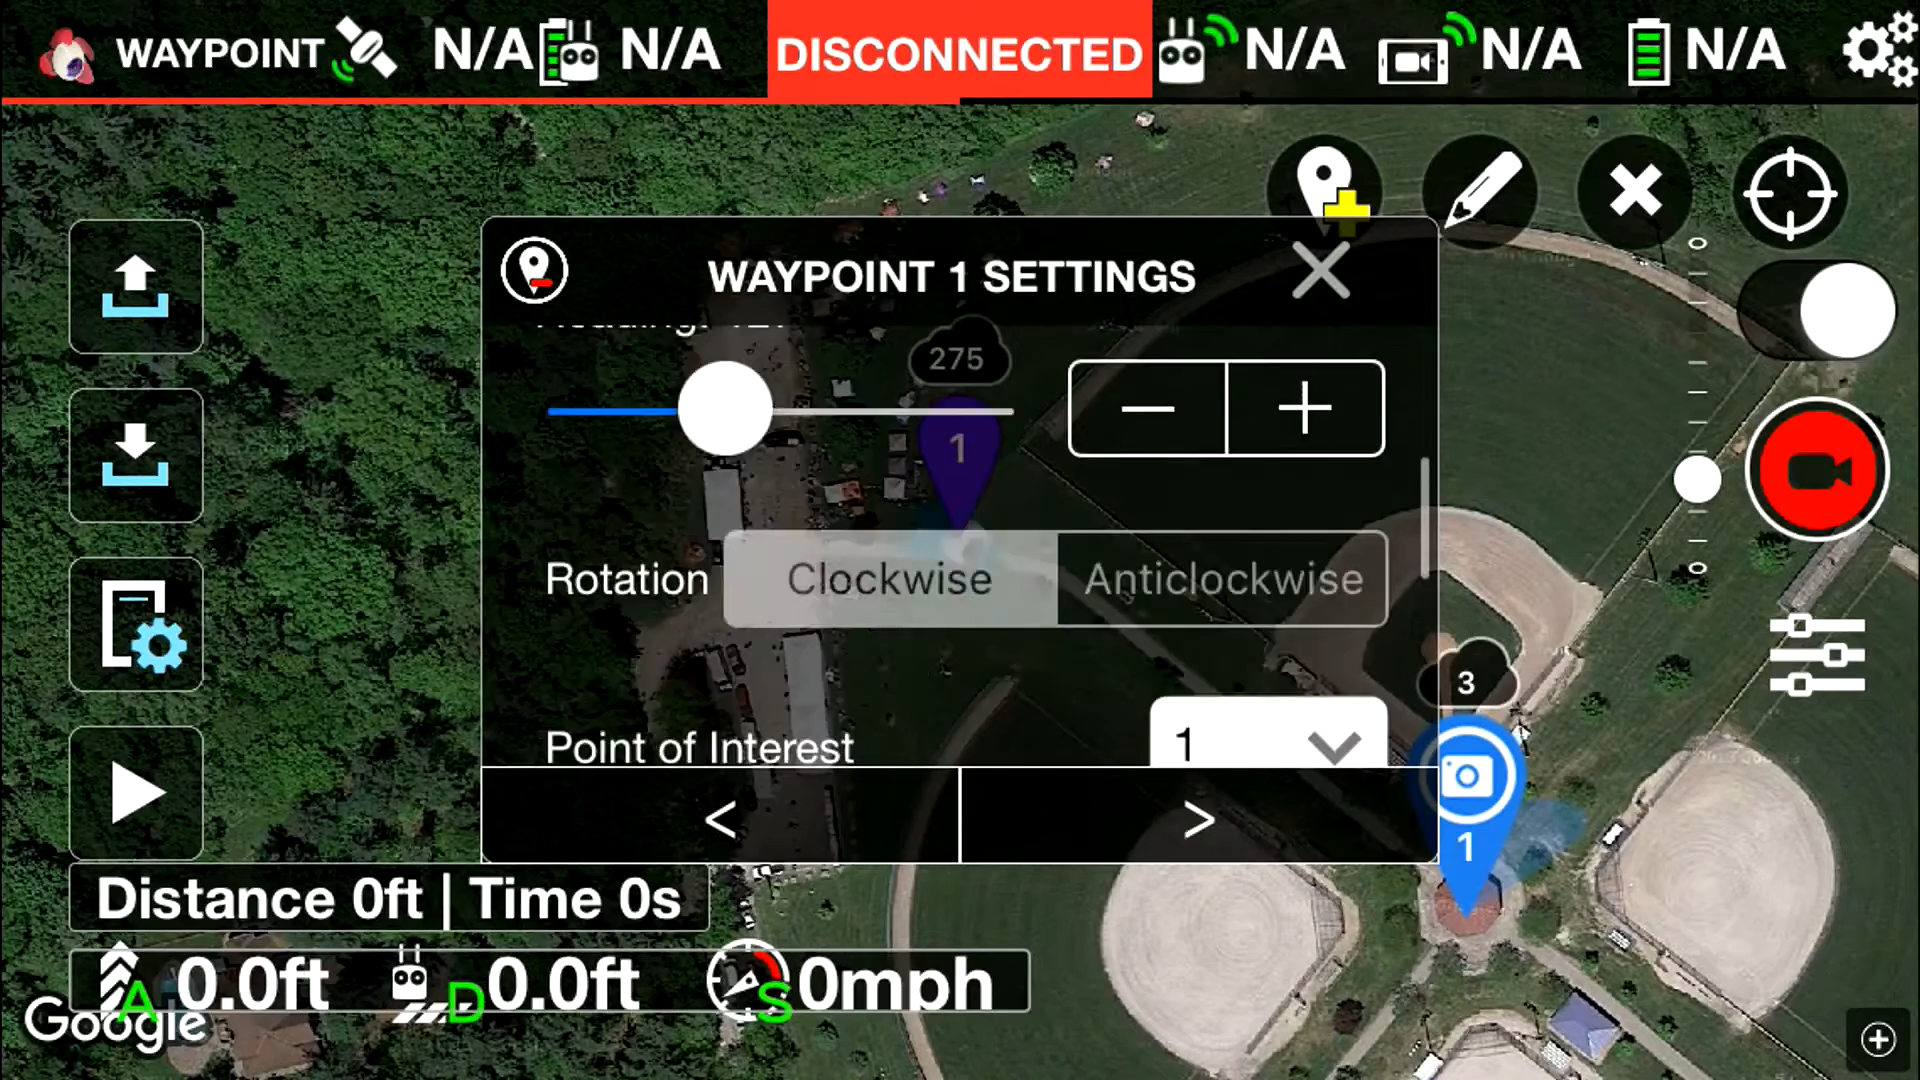 WAYPOINT
N/A
N/A
DISCONNECTED
N/A
N/A
N/A
WAYPOINT 1 SETTINGS
275
1
Rotation
Clockwise
Anticlockwise
Point of Interest
1
<
>
3
1
Distance 0ft | Time 0s
A 0.0ft
D 0.0ft
S 0mph
Google